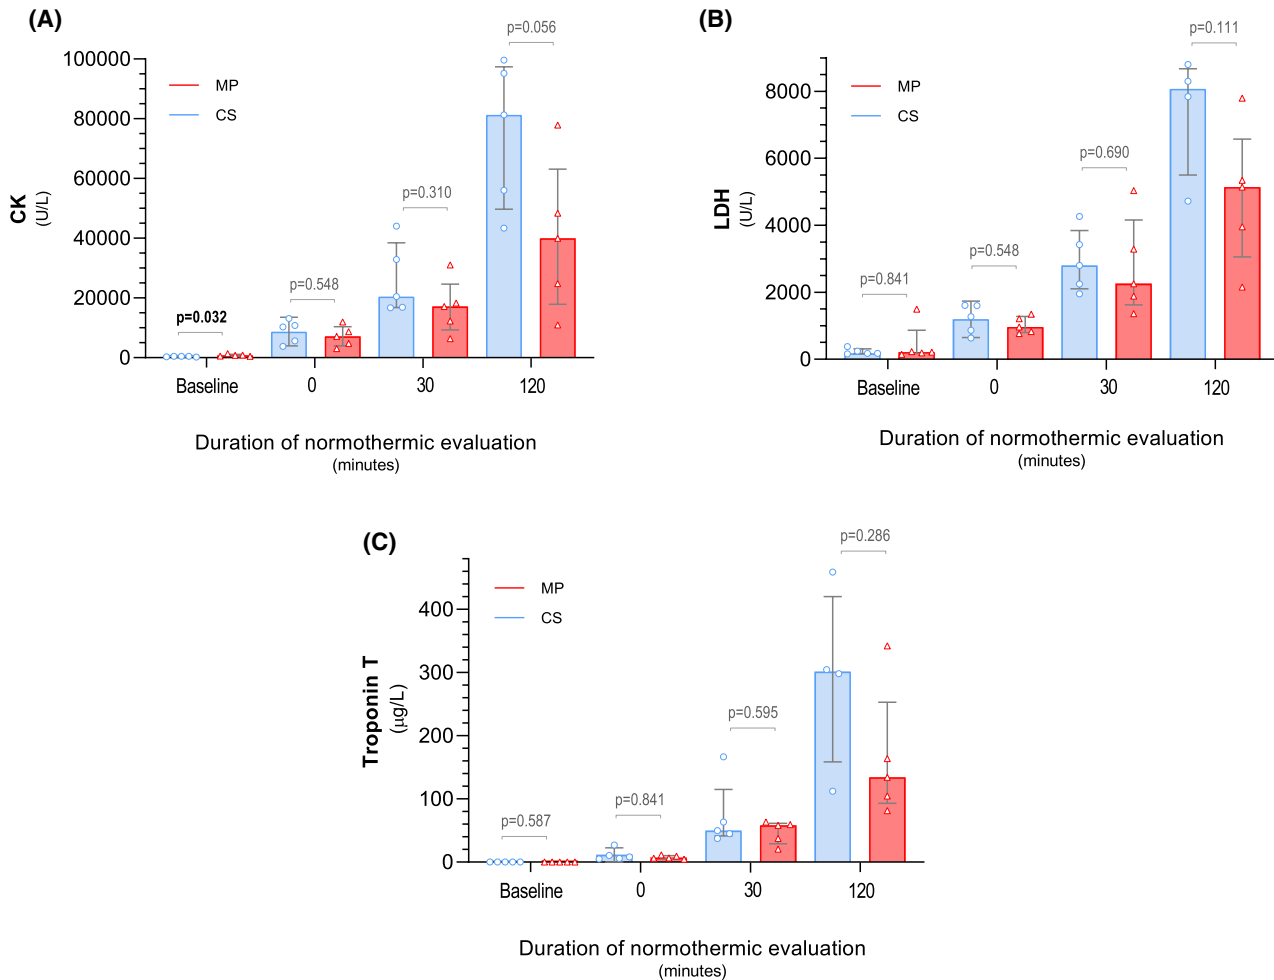 (A)
p=0.056
100000
MP
CS
80000
p=0.310
60000
CK
(U/L)
40000
p=0.548
20000
p=0.032
0
Baseline
0
30
120
Duration of normothermic evaluation
(minutes)
(B)
p=0.111
MP
CS
8000
p=0.690
6000
LDH
(U/L)
4000
p=0.548
p=0.841
2000
0
Baseline
0
30
120
Duration of normothermic evaluation
(minutes)
(C)
p=0.286
MP
CS
400
300
Troponin T
(μg/L)
p=0.595
200
p=0.841
100
p=0.587
0
Baseline
0
30
120
Duration of normothermic evaluation
(minutes)